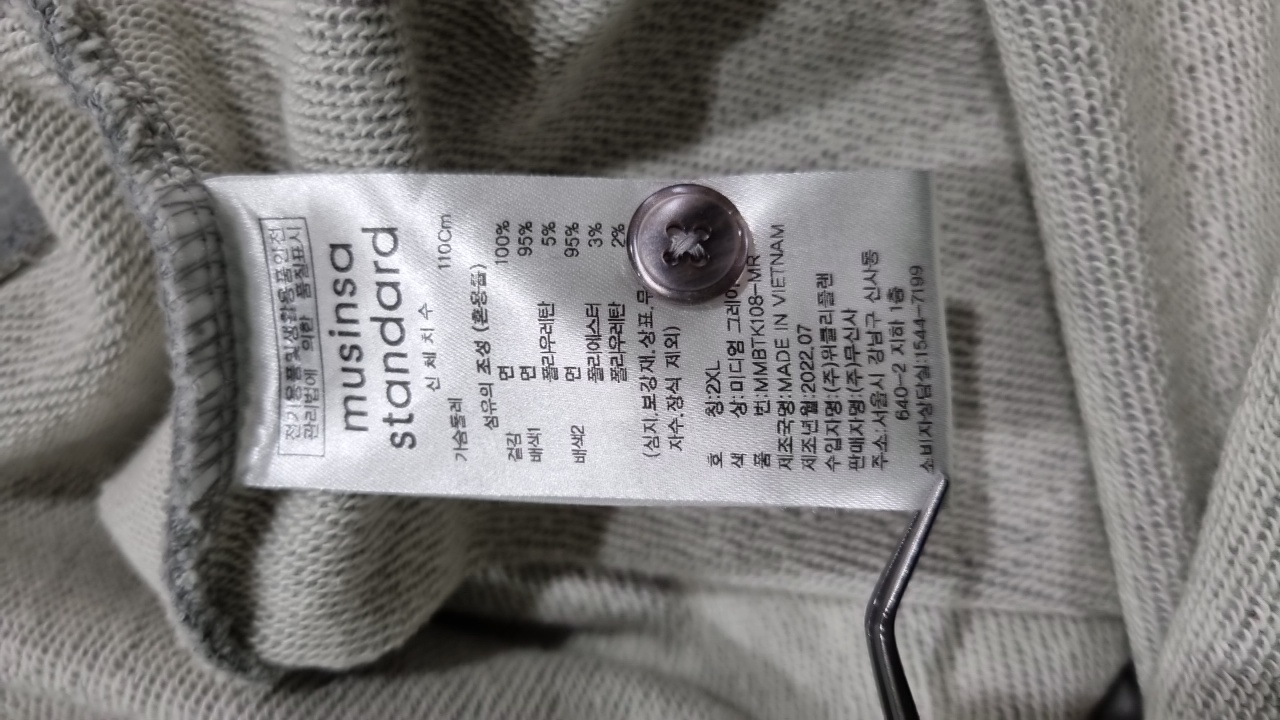 전기용품및생활용품안전
관리법에 의한 품질표시
musinsa
standard
신체치수
가슴둘레 110Cm
섬유의 조성 (혼용율)
겉감 면 100%
배색1 면 95%
폴리우레탄 5%
배색2 면 95%
폴리에스터 3%
폴리우레탄 2%
(심지.보강재.상표.무
자수.장식 제외)
호 칭:2XL
색 상:미디엄 그레이
품 번:MMBTK108-MR
제조국명:MADE IN VIETNAM
제조년월:2022.07
수입자명:(주)위클리플랜
판매자명:(주)무신사
주소.서울시 강남구 신사동
640-2 지하 1층
소비자상담실:1544-7199